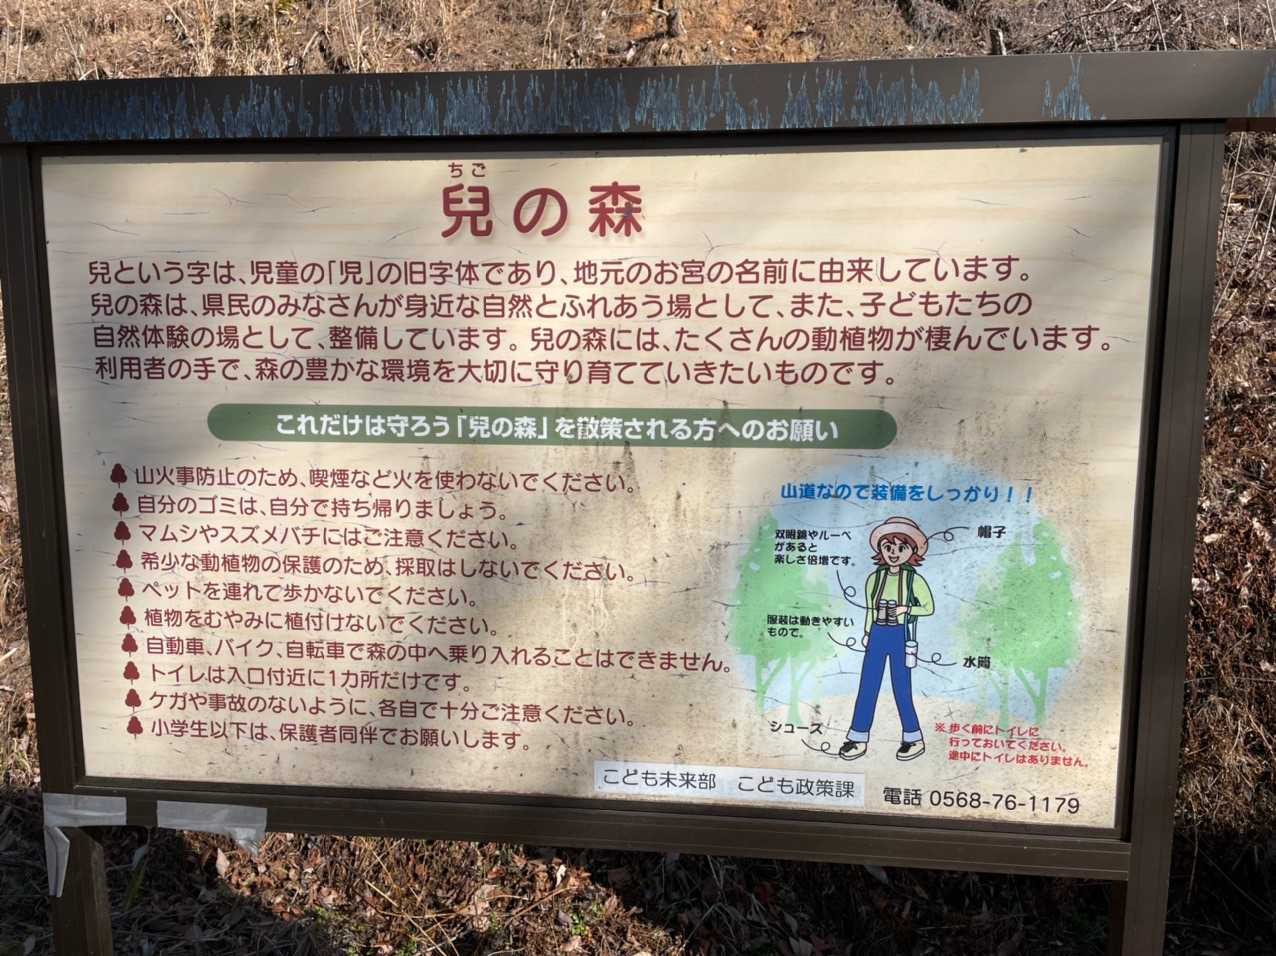 ちご
兒の森
兒という字は、児童の「児」の旧字体であり、地元のお宮の名前に由来しています。
兒の森は、県民のみなさんが身近な自然とふれあう場として、また、子どもたちの
自然体験の場として、整備しています。兒の森には、たくさんの動植物が棲んでいます。
利用者の手で、森の豊かな環境を大切に守り育てていきたいものです。
これだけは守ろう「兒の森」を散策される方へのお願い
山火事防止のため、喫煙など火を使わないでください。
自分のゴミは、自分で持ち帰りましょう。
マムシやスズメバチにはご注意ください。
希少な動植物の保護のため、採取はしないでください。
ペットを連れて歩かないでください。
植物をむやみに植付けないでください。
自動車、バイク、自転車で森の中へ乗り入れることはできません。
トイレは入口付近に1カ所だけです。
ケガや事故のないように、各自で十分ご注意ください。
小学生以下は、保護者同伴でお願いします。
山道なので装備をしっかり!!
双眼鏡やルーペ
があると
楽しさ倍増です。
帽子
服装は動きやすい
もので。
水筒
シューズ
※歩く前にトイレに
行っておいてください。
途中にトイレはありません。
こども未来部 こども政策課
電話 0568-76-1179